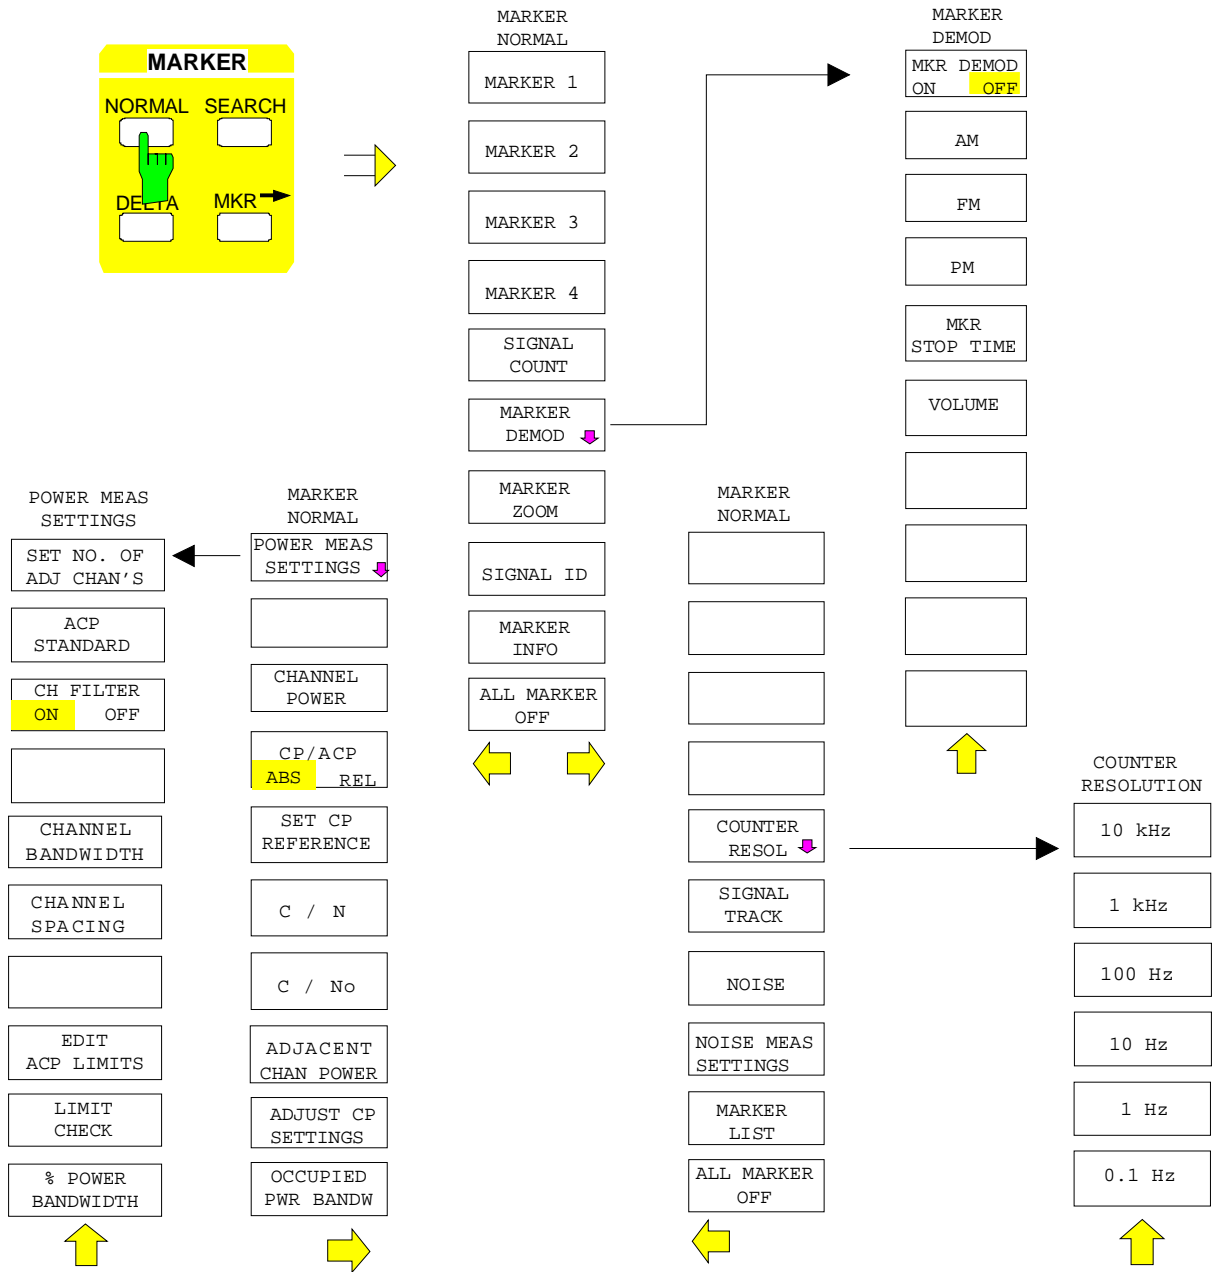 MARKER
NORMAL SEARCH
DELTA MKR
MARKER
NORMAL
MARKER 1
MARKER 2
MARKER 3
MARKER 4
SIGNAL
COUNT
MARKER
DEMOD
MARKER
ZOOM
SIGNAL ID
MARKER
INFO
ALL MARKER
OFF
MARKER
DEMOD
MKR DEMOD
ON OFF
AM
FM
PM
MKR
STOP TIME
VOLUME
POWER MEAS
SETTINGS
SET NO. OF
ADJ CHAN'S
ACP
STANDARD
CH FILTER
ON OFF
CHANNEL
BANDWIDTH
CHANNEL
SPACING
EDIT
ACP LIMITS
LIMIT
CHECK
% POWER
BANDWIDTH
MARKER
NORMAL
POWER MEAS
SETTINGS
CHANNEL
POWER
CP/ACP
ABS REL
SET CP
REFERENCE
C / N
C / No
ADJACENT
CHAN POWER
ADJUST CP
SETTINGS
OCCUPIED
PWR BANDW
MARKER
NORMAL
COUNTER
RESOL
SIGNAL
TRACK
NOISE
NOISE MEAS
SETTINGS
MARKER
LIST
ALL MARKER
OFF
COUNTER
RESOLUTION
10 kHz
1 kHz
100 Hz
10 Hz
1 Hz
0.1 Hz